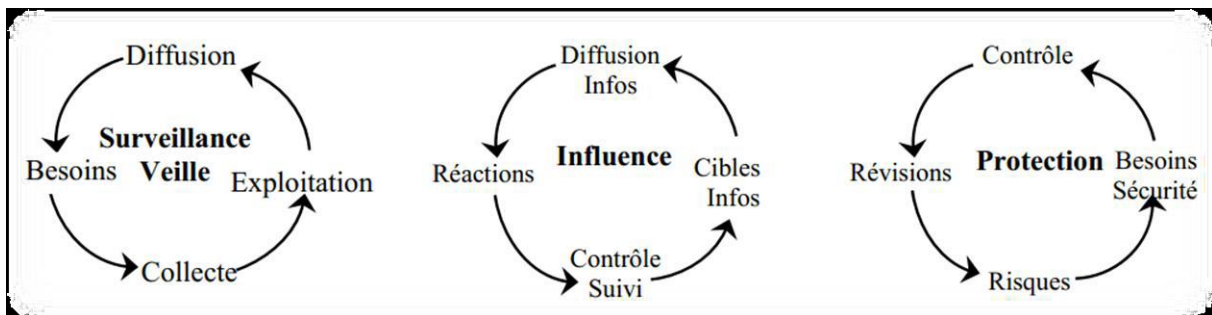 Diffusion
Surveillance
Veille
Besoins
Exploitation
Collecte
Diffusion
Infos
Influence
Réactions
Cibles
Infos
Contrôle
Suivi
Contrôle
Protection
Révisions
Besoins
Sécurité
Risques